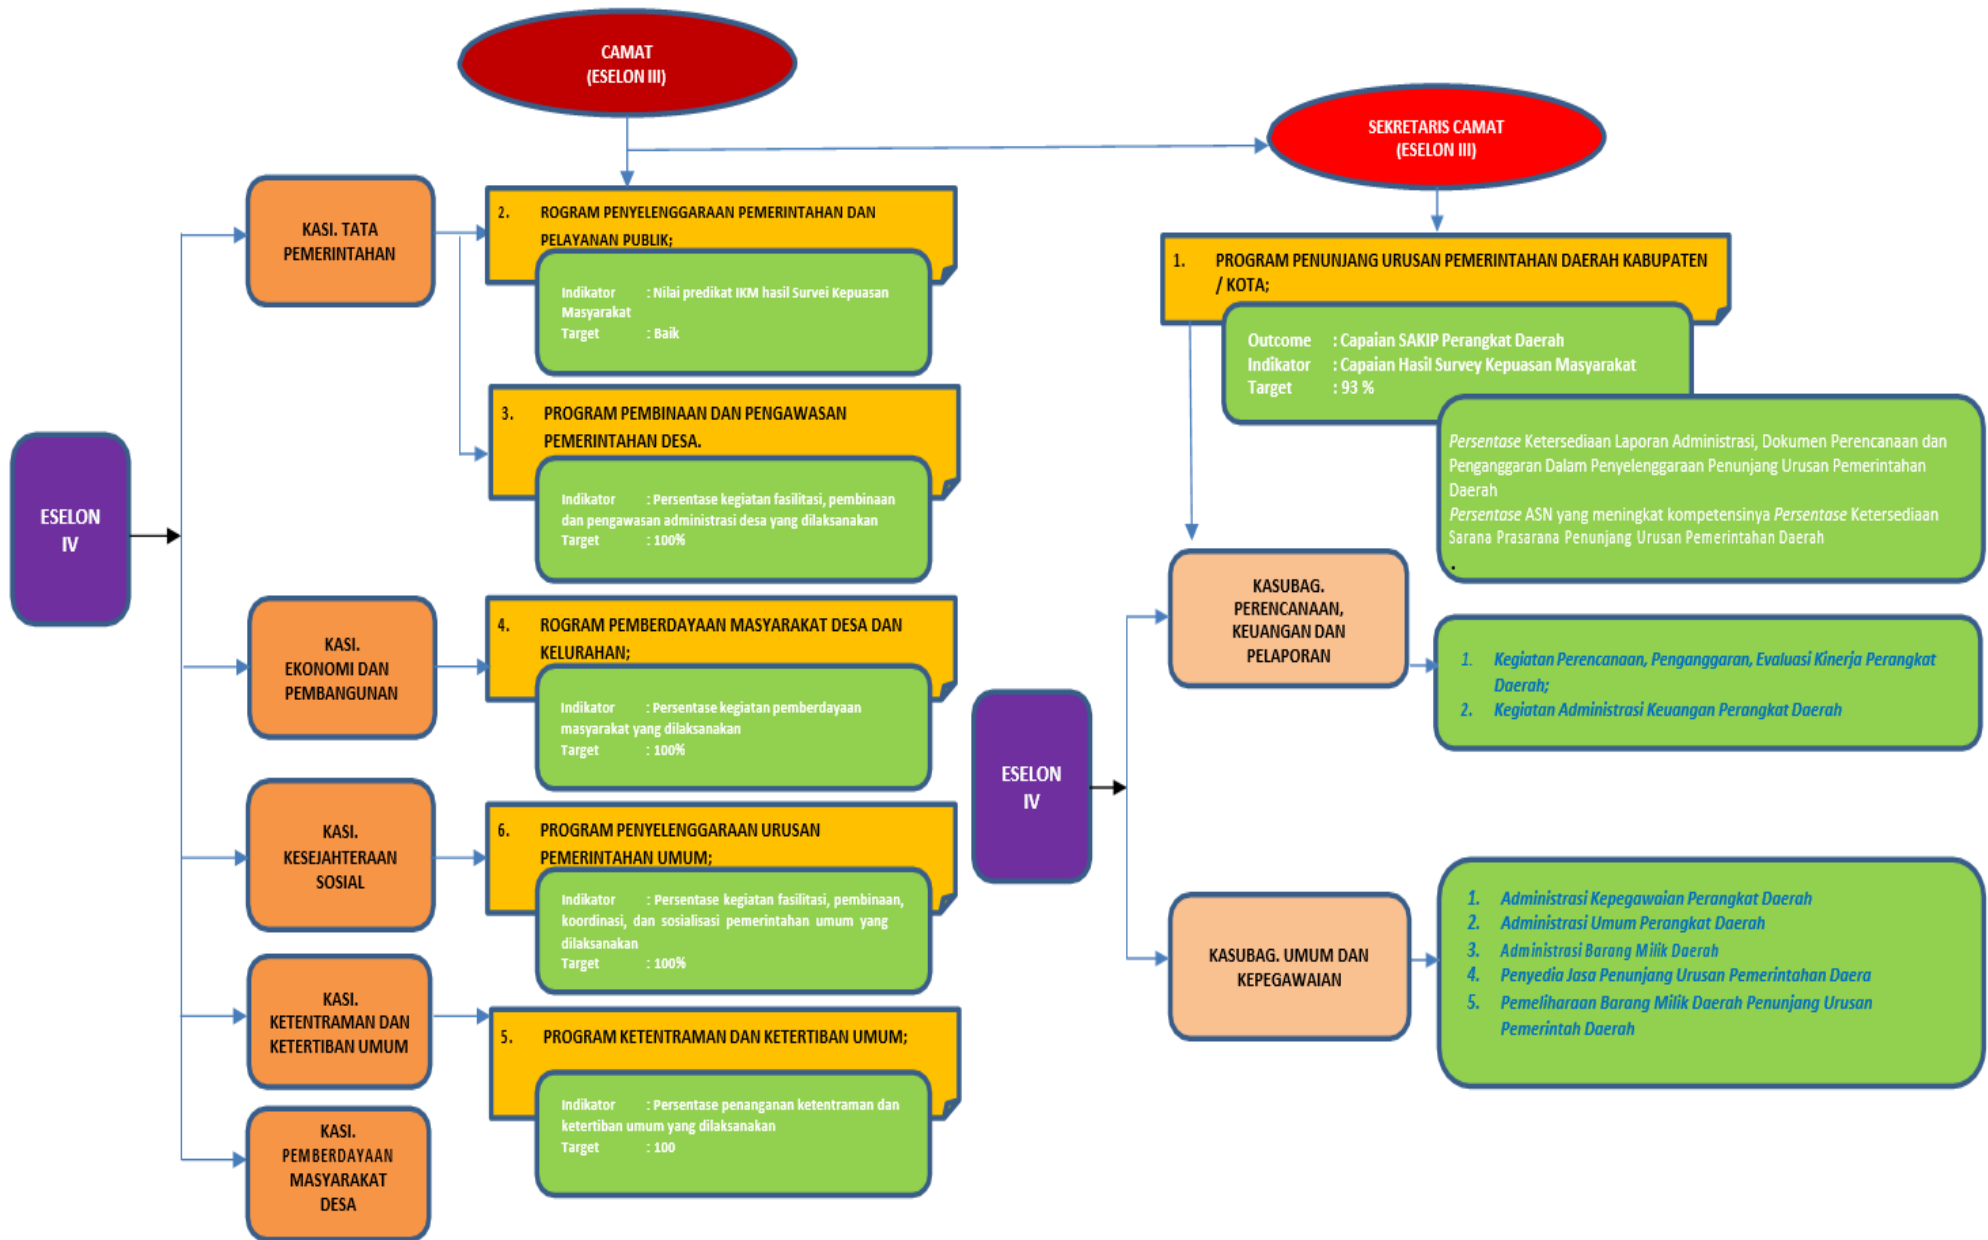 CAMAT
(ESELON III)
SEKRETARIS CAMAT
(ESELON III)
ESELON
IV
KASI. TATA
PEMERINTAHAN
2. ROGRAM PENYELENGGARAAN PEMERINTAHAN DAN
PELAYANAN PUBLIK;
Indikator : Nilai predikat IKM hasil Survei Kepuasan
Masyarakat
Target : Baik
3. PROGRAM PEMBINAAN DAN PENGAWASAN
PEMERINTAHAN DESA.
Indikator : Persentase kegiatan fasilitasi, pembinaan
dan pengawasan administrasi desa yang dilaksanakan
Target : 100%
KASI.
EKONOMI DAN
PEMBANGUNAN
4. ROGRAM PEMBERDAYAAN MASYARAKAT DESA DAN
KELURAHAN;
Indikator : Persentase kegiatan pemberdayaan
masyarakat yang dilaksanakan
Target : 100%
KASI.
KESEJAHTERAAN
SOSIAL
6. PROGRAM PENYELENGGARAAN URUSAN
PEMERINTAHAN UMUM;
Indikator : Persentase kegiatan fasilitasi, pembinaan,
koordinasi, dan sosialisasi pemerintahan umum yang
dilaksanakan
Target : 100%
KASI.
KETENTRAMAN DAN
KETERTIBAN UMUM
5. PROGRAM KETENTRAMAN DAN KETERTIBAN UMUM;
Indikator : Persentase penanganan ketentraman dan
ketertiban umum yang dilaksanakan
Target : 100
KASI.
PEMBERDAYAAN
MASYARAKAT
DESA
1. PROGRAM PENUNJANG URUSAN PEMERINTAHAN DAERAH KABUPATEN
/ KOTA;
Outcome : Capaian SAKIP Perangkat Daerah
Indikator : Capaian Hasil Survey Kepuasan Masyarakat
Target : 93 %
Persentase Ketersediaan Laporan Administrasi, Dokumen Perencanaan dan
Penganggaran Dalam Penyelenggaraan Penunjang Urusan Pemerintahan
Daerah
Persentase ASN yang meningkat kompetensinya Persentase Ketersediaan
Sarana Prasarana Penunjang Urusan Pemerintahan Daerah
.
ESELON
IV
KASUBAG.
PERENCANAAN,
KEUANGAN DAN
PELAPORAN
1. Kegiatan Perencanaan, Penganggaran, Evaluasi Kinerja Perangkat
Daerah;
2. Kegiatan Administrasi Keuangan Perangkat Daerah
KASUBAG. UMUM DAN
KEPEGAWAIAN
1. Administrasi Kepegawaian Perangkat Daerah
2. Administrasi Umum Perangkat Daerah
3. Administrasi Barang Milik Daerah
4. Penyedia Jasa Penunjang Urusan Pemerintahan Daera
5. Pemeliharaan Barang Milik Daerah Penunjang Urusan
Pemerintah Daerah